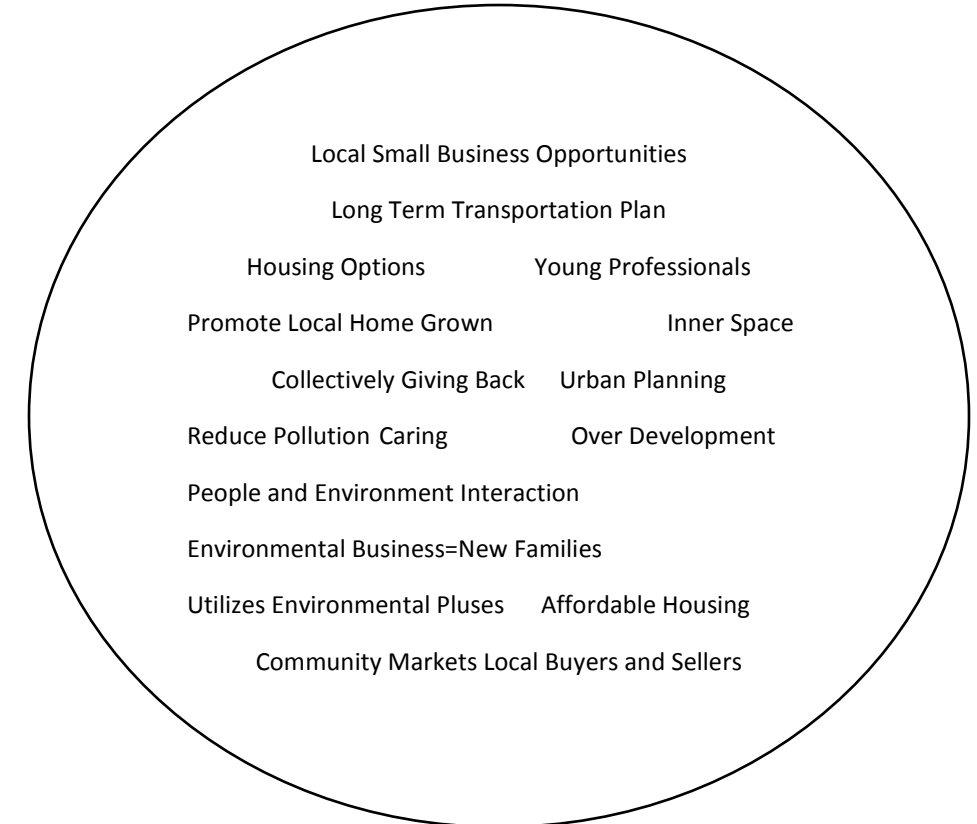 Local Small Business Opportunities
Long Term Transportation Plan
Housing Options Young Professionals
Promote Local Home Grown Inner Space
Collectively Giving Back Urban Planning
Reduce Pollution Caring Over Development
People and Environment Interaction
Environmental Business=New Families
Utilizes Environmental Pluses Affordable Housing
Community Markets Local Buyers and Sellers